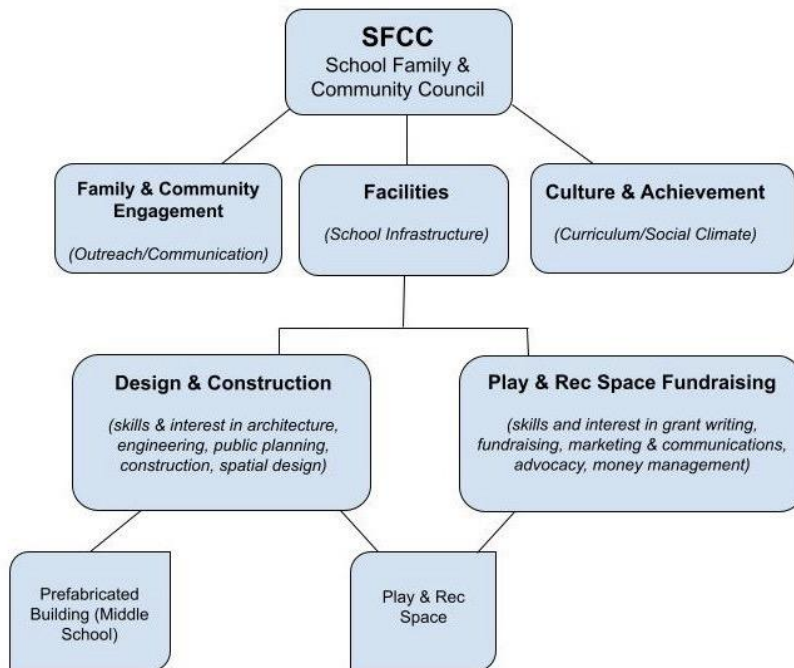 SFCC
School Family &
Community Council
Family & Community
Engagement
(Outreach/Communication)
Facilities
(School Infrastructure)
Culture & Achievement
(Curriculum/Social Climate)
Design & Construction
(skills & interest in architecture,
engineering, public planning,
construction, spatial design)
Play & Rec Space Fundraising
(skills and interest in grant writing,
fundraising, marketing & communications,
advocacy, money management)
Prefabricated
Building (Middle
School)
Play & Rec
Space